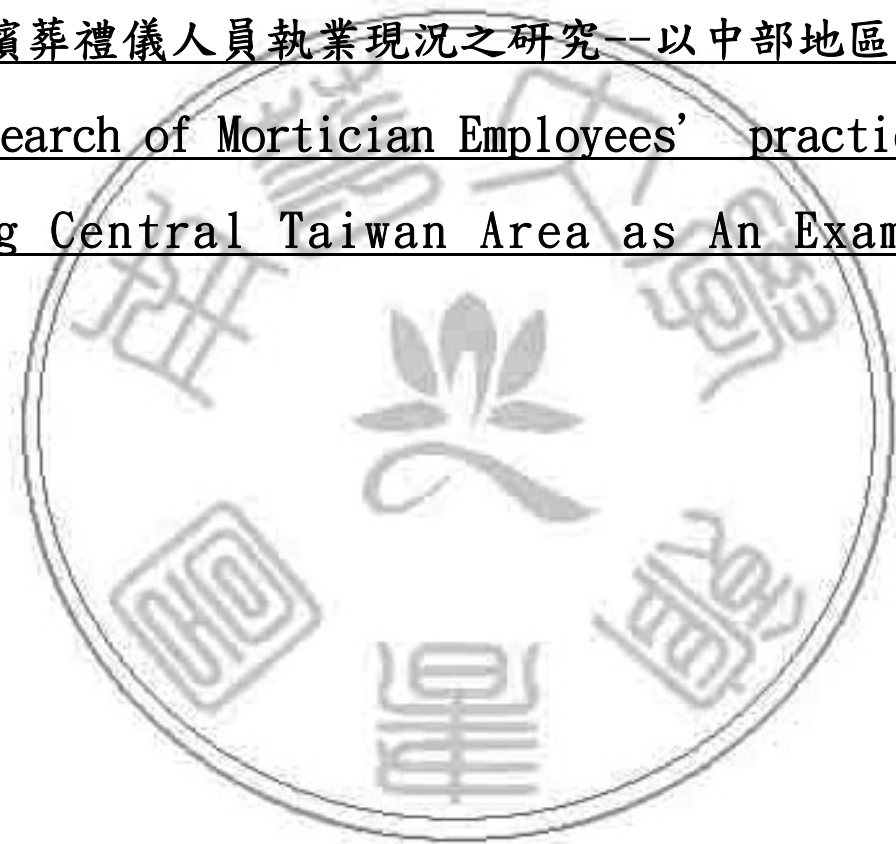 殯葬禮儀人員執業現況之研究--以中部地區
earch of Mortician Employees’ practi
g Central Taiwan Area as An Exam